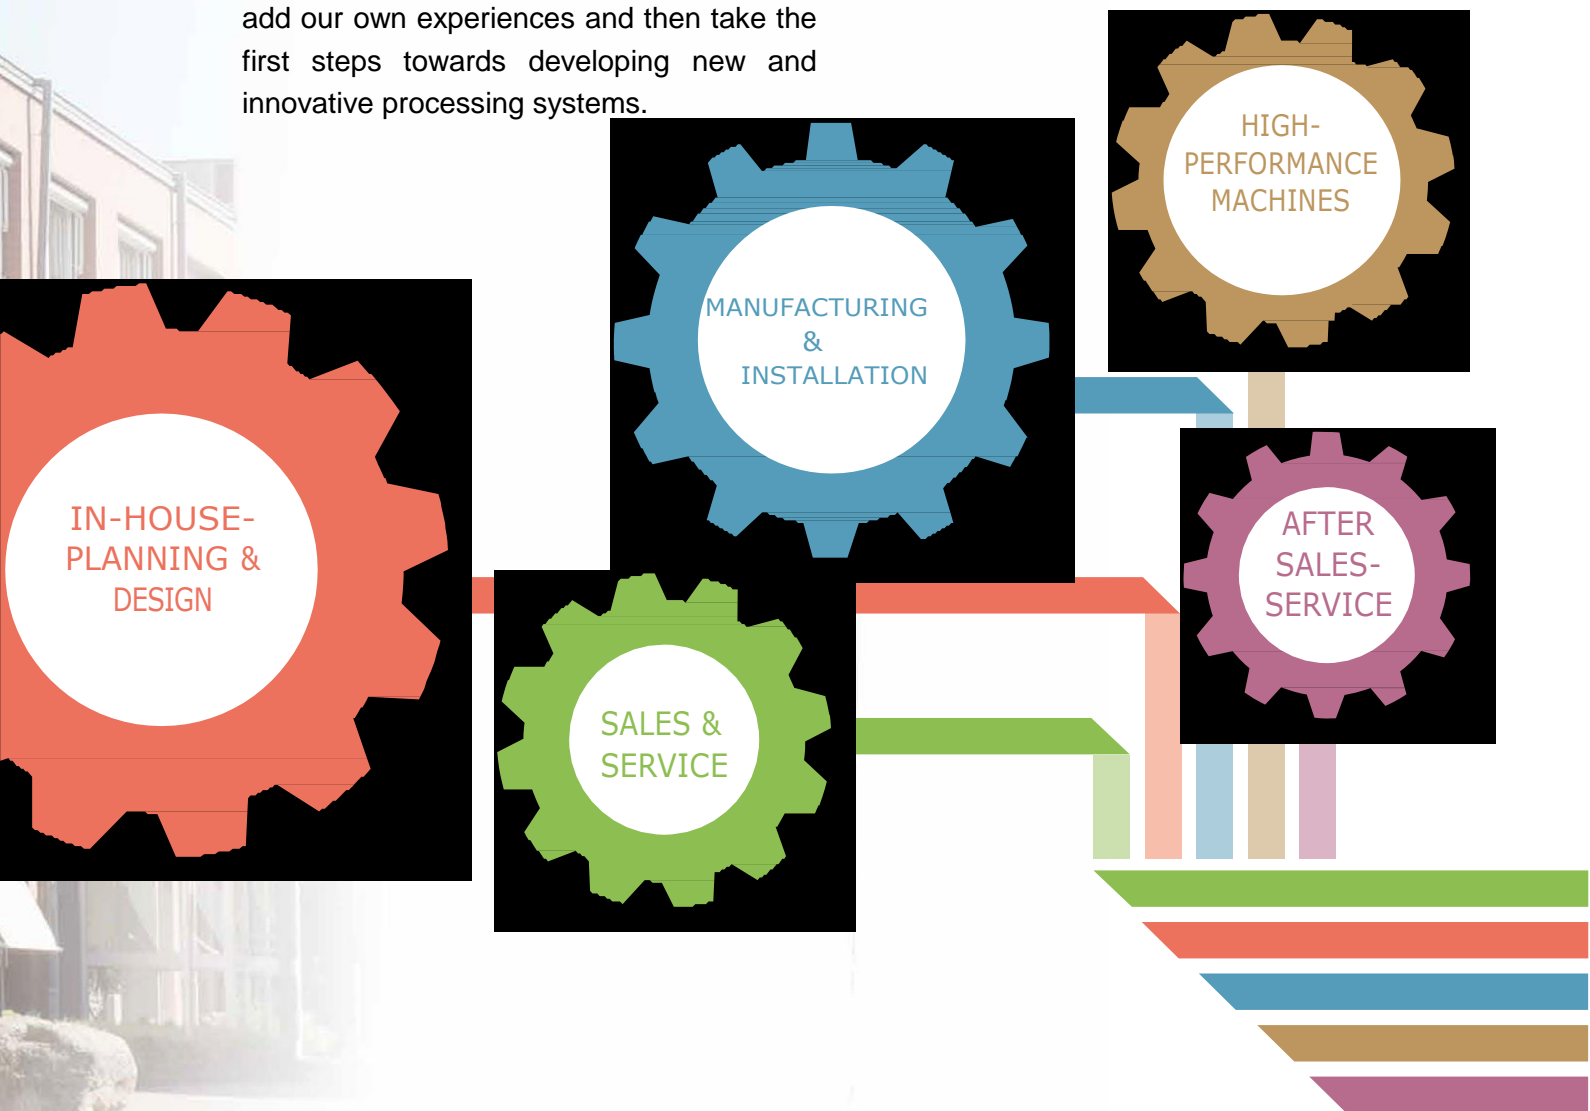 add our own experiences and then take the
first steps towards developing new and
innovative processing systems.
HIGH-
PERFORMANCE
MACHINES
MANUFACTURING
&
INSTALLATION
IN-HOUSE-
PLANNING &
DESIGN
AFTER
SALES-
SERVICE
SALES &
SERVICE